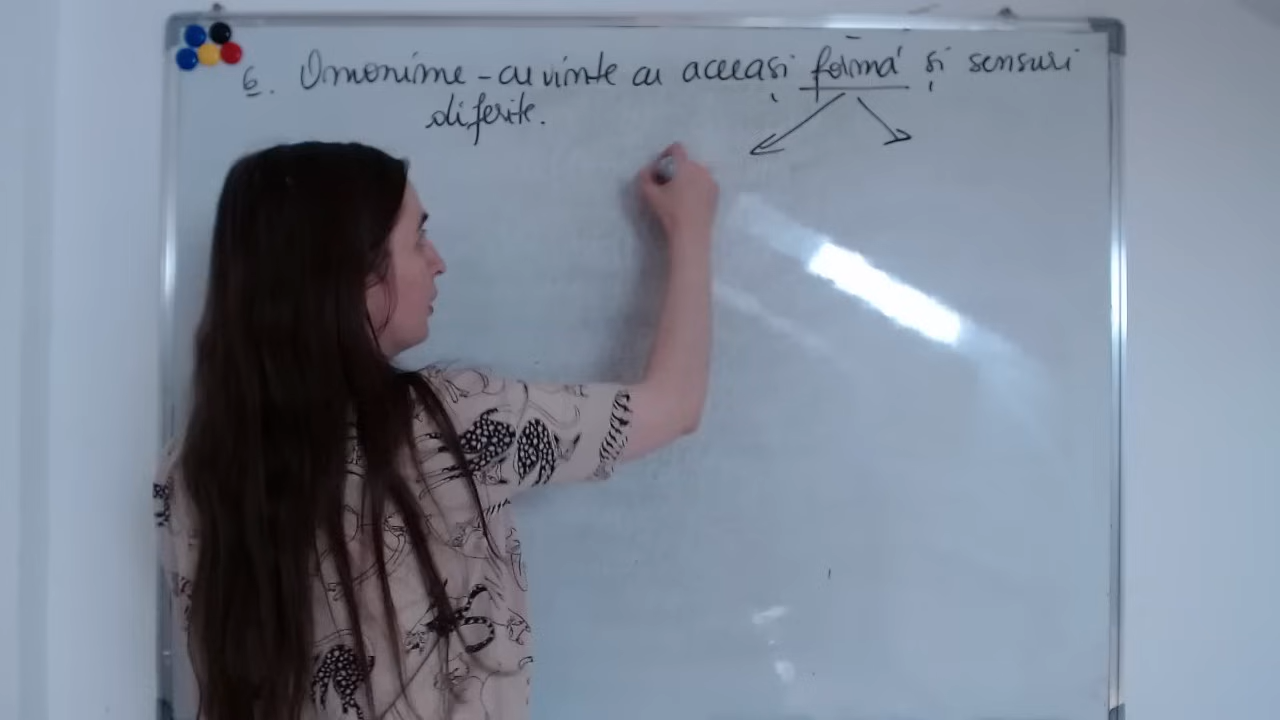 6. Omonime - cuvinte cu aceeași formă și sensuri
diferite.